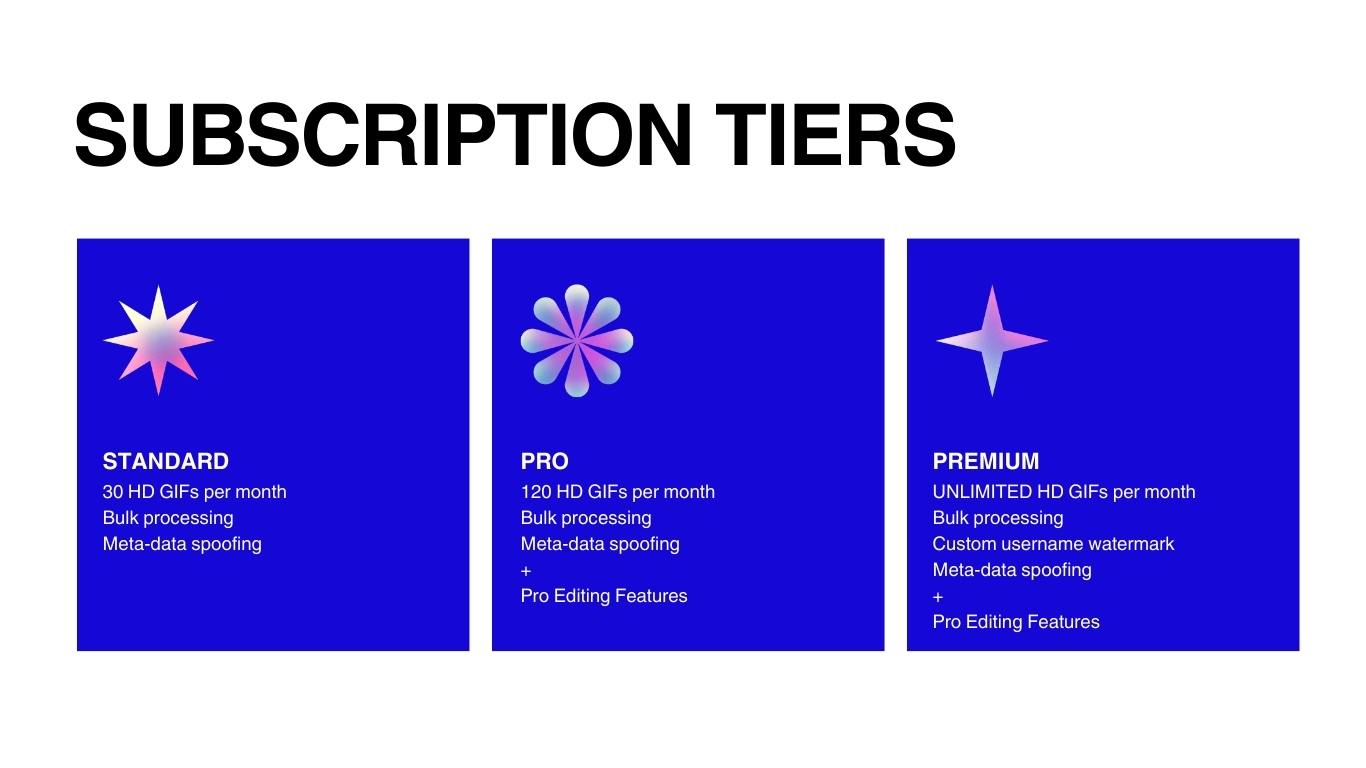 SUBSCRIPTION TIERS
STANDARD
30 HD GIFs per month
Bulk processing
Meta-data spoofing
PRO
120 HD GIFs per month
Bulk processing
Meta-data spoofing
+
Pro Editing Features
PREMIUM
UNLIMITED HD GIFs per month
Bulk processing
Custom username watermark
Meta-data spoofing
+
Pro Editing Features